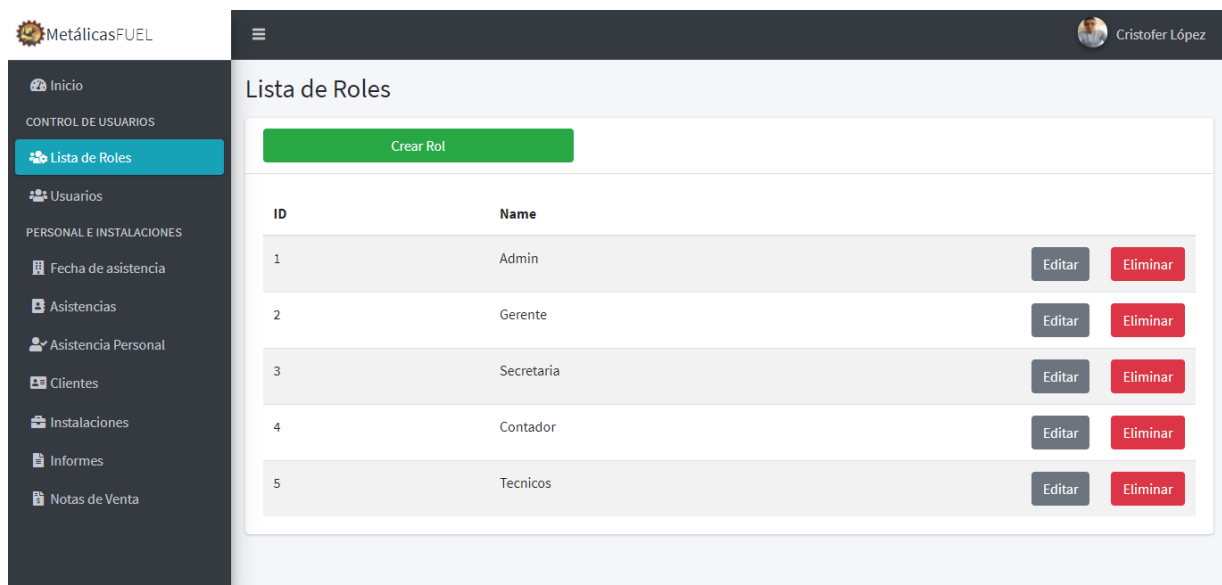 MetálicasFUEL
Cristofer López
Inicio
CONTROL DE USUARIOS
Lista de Roles
Usuarios
PERSONAL E INSTALACIONES
Fecha de asistencia
Asistencias
Asistencia Personal
Clientes
Instalaciones
Informes
Notas de Venta
Lista de Roles
Crear Rol
ID Name
1 Admin Editar Eliminar
2 Gerente Editar Eliminar
3 Secretaria Editar Eliminar
4 Contador Editar Eliminar
5 Tecnicos Editar Eliminar